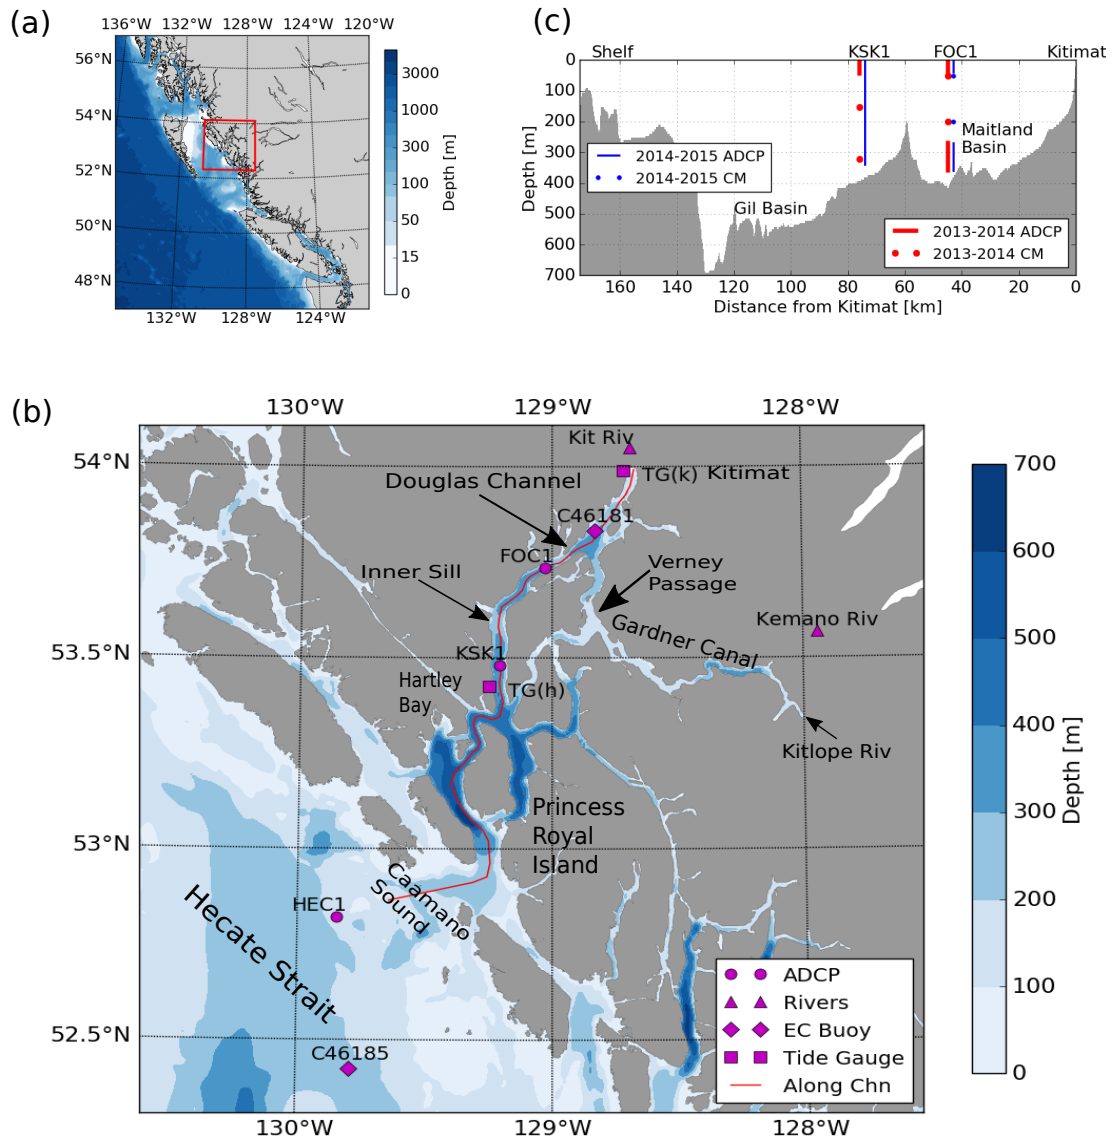 (a)
136°W 132°W 128°W 124°W 120°W
56°N
54°N
52°N
50°N
48°N
132°W 128°W 124°W
3000
1000
300
100
50
15
0
Depth [m]
(c)
Shelf KSK1 FOC1 Kitimat
0
100
200
300
400
500
600
700
Depth [m]
Maitland
Basin
2014-2015 ADCP
2014-2015 CM
Gil Basin
2013-2014 ADCP
2013-2014 CM
160 140 120 100 80 60 40 20 0
Distance from Kitimat [km]
(b)
130°W 129°W 128°W
54°N
53.5°N
53°N
52.5°N
130°W 129°W 128°W
Kit Riv
TG(k) Kitimat
Douglas Channel
C46181
FOC1
Inner Sill
Verney
Passage
Kemano Riv
Gardner Canal
KSK1
Hartley
Bay
TG(h)
Kitlope Riv
Princess
Royal
Island
Caamano
Sound
HEC1
Hecate Strait
C46185
ADCP
Rivers
EC Buoy
Tide Gauge
Along Chn
700
600
500
400
300
200
100
0
Depth [m]